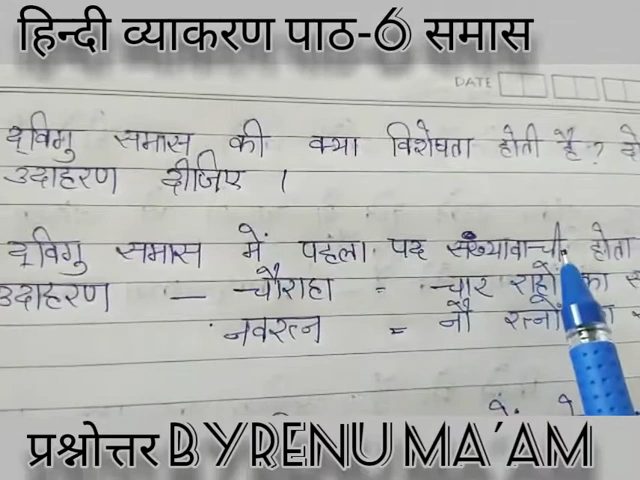 हिन्दी व्याकरण पाठ-6 समास
DATE
द्विगु समास की क्या विशेषता होती है? दो
उदाहरण दीजिए ।
द्विगु समास में पहला पद संख्यावाची होता
उदाहरण — चौराहा = चार राहों का स
नवरत्न = नौ रत्नों का स
प्रश्नोत्तर BY RENU MA'AM